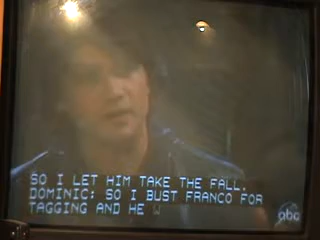 SO I LET HIM TAKE THE FALL.
DOMINIC: SO I BUST FRANCO FOR
TAGGING AND HE W
abc